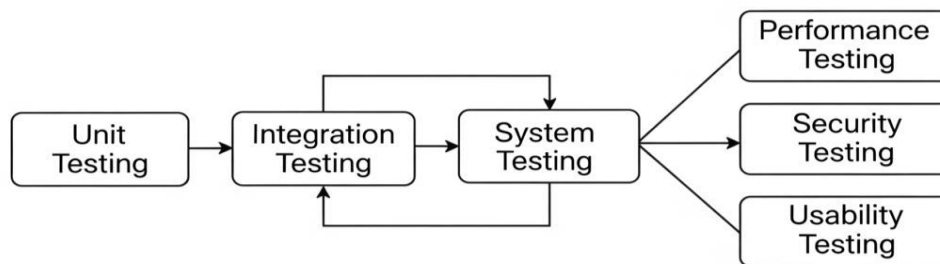 Unit
Testing
Integration
Testing
System
Testing
Performance
Testing
Security
Testing
Usability
Testing